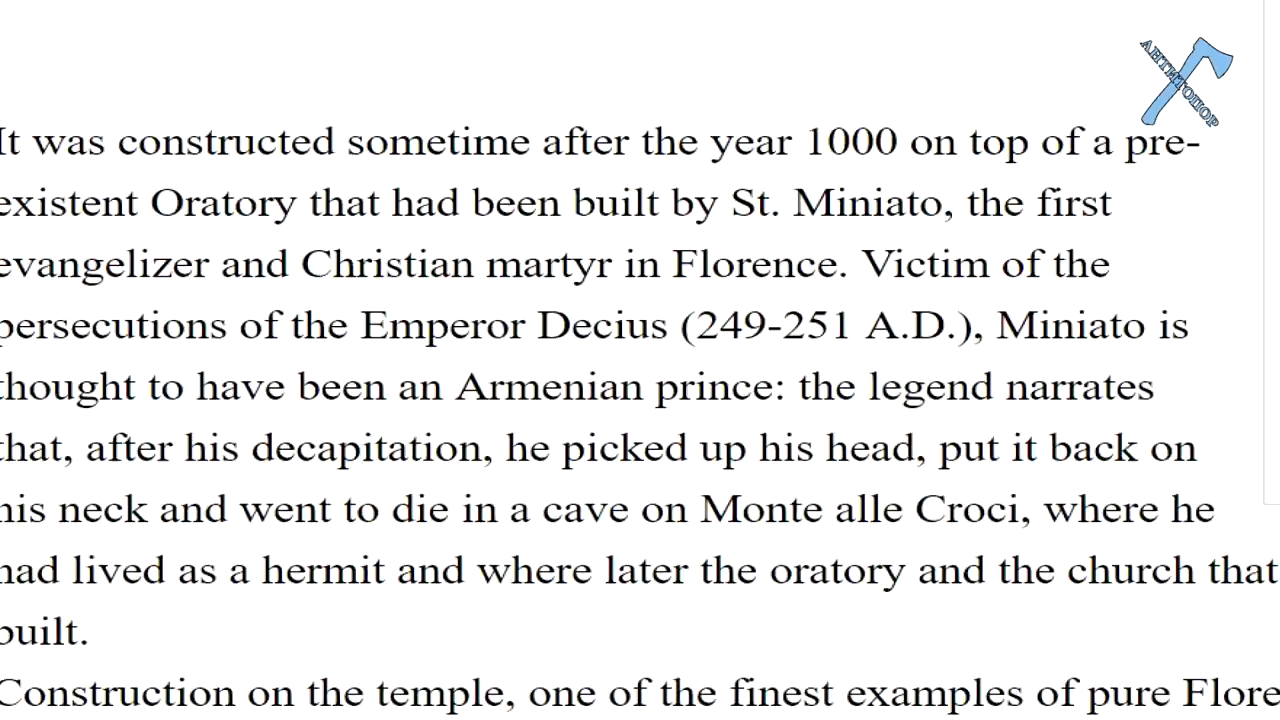 АНТИТОПОР
It was constructed sometime after the year 1000 on top of a pre-
existent Oratory that had been built by St. Miniato, the first
evangelizer and Christian martyr in Florence. Victim of the
persecutions of the Emperor Decius (249-251 A.D.), Miniato is
thought to have been an Armenian prince: the legend narrates
that, after his decapitation, he picked up his head, put it back on
his neck and went to die in a cave on Monte alle Croci, where he
had lived as a hermit and where later the oratory and the church that
built.
Construction on the temple, one of the finest examples of pure Flore